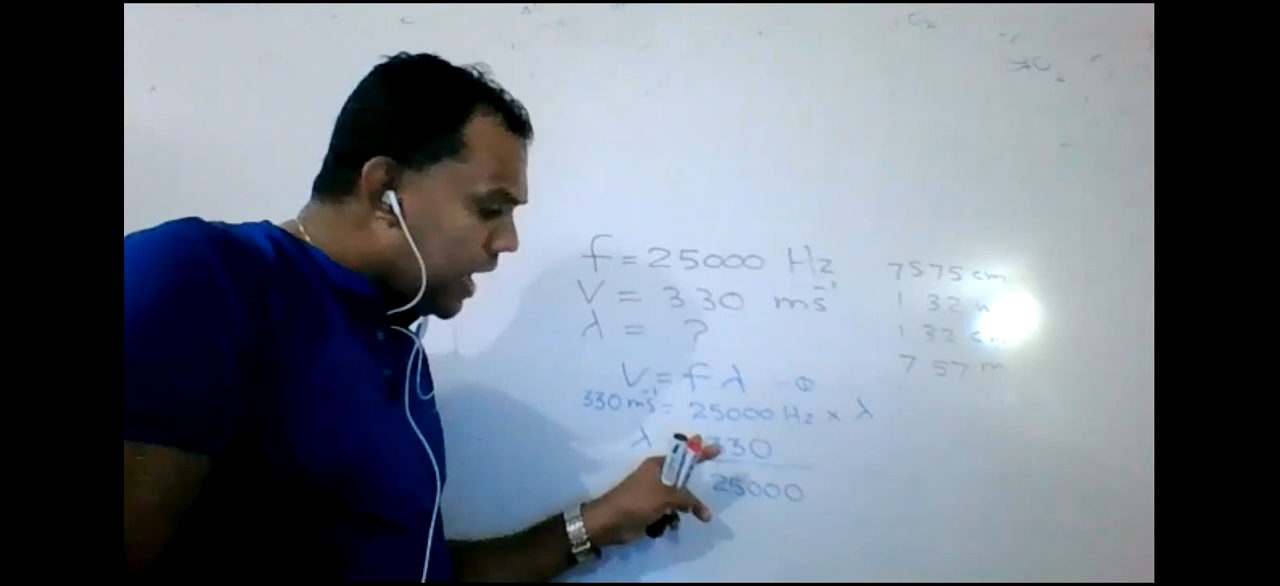 f = 25000 Hz
V = 330 ms⁻¹
λ = ?
V = f λ
330 ms⁻¹ = 25000 Hz × λ
λ 330
25000
7575 cm
1 32
1 32 cm
7 57 m